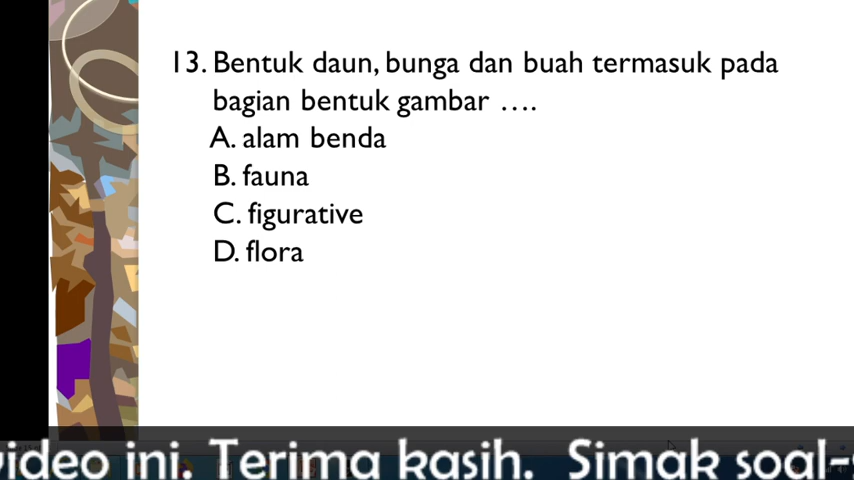 13. Bentuk daun, bunga dan buah termasuk pada
bagian bentuk gambar ….
A. alam benda
B. fauna
C. figurative
D. flora
video ini. Terima kasih. Simak soal-